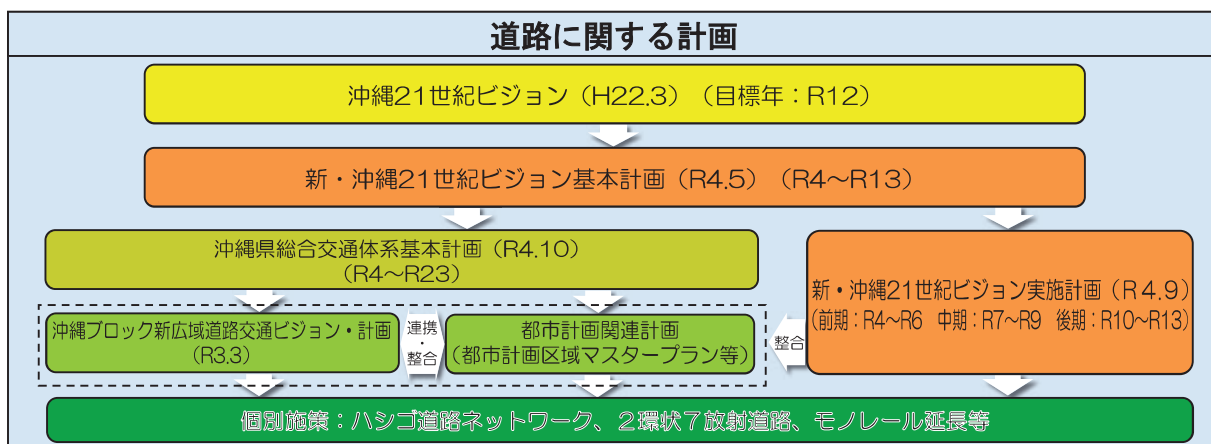 道路に関する計画
沖縄21世紀ビジョン（H22.3）（目標年：R12）
新・沖縄21世紀ビジョン基本計画（R4.5）（R4～R13）
沖縄県総合交通体系基本計画（R4.10）
（R4～R23）
新・沖縄21世紀ビジョン実施計画（R4.9）
（前期：R4～R6　中期：R7～R9　後期：R10～R13）
沖縄ブロック新広域道路交通ビジョン・計画
（R3.3）
連携
・
整合
都市計画関連計画
（都市計画区域マスタープラン等）
整合
個別施策：ハシゴ道路ネットワーク、２環状７放射道路、モノレール延長等